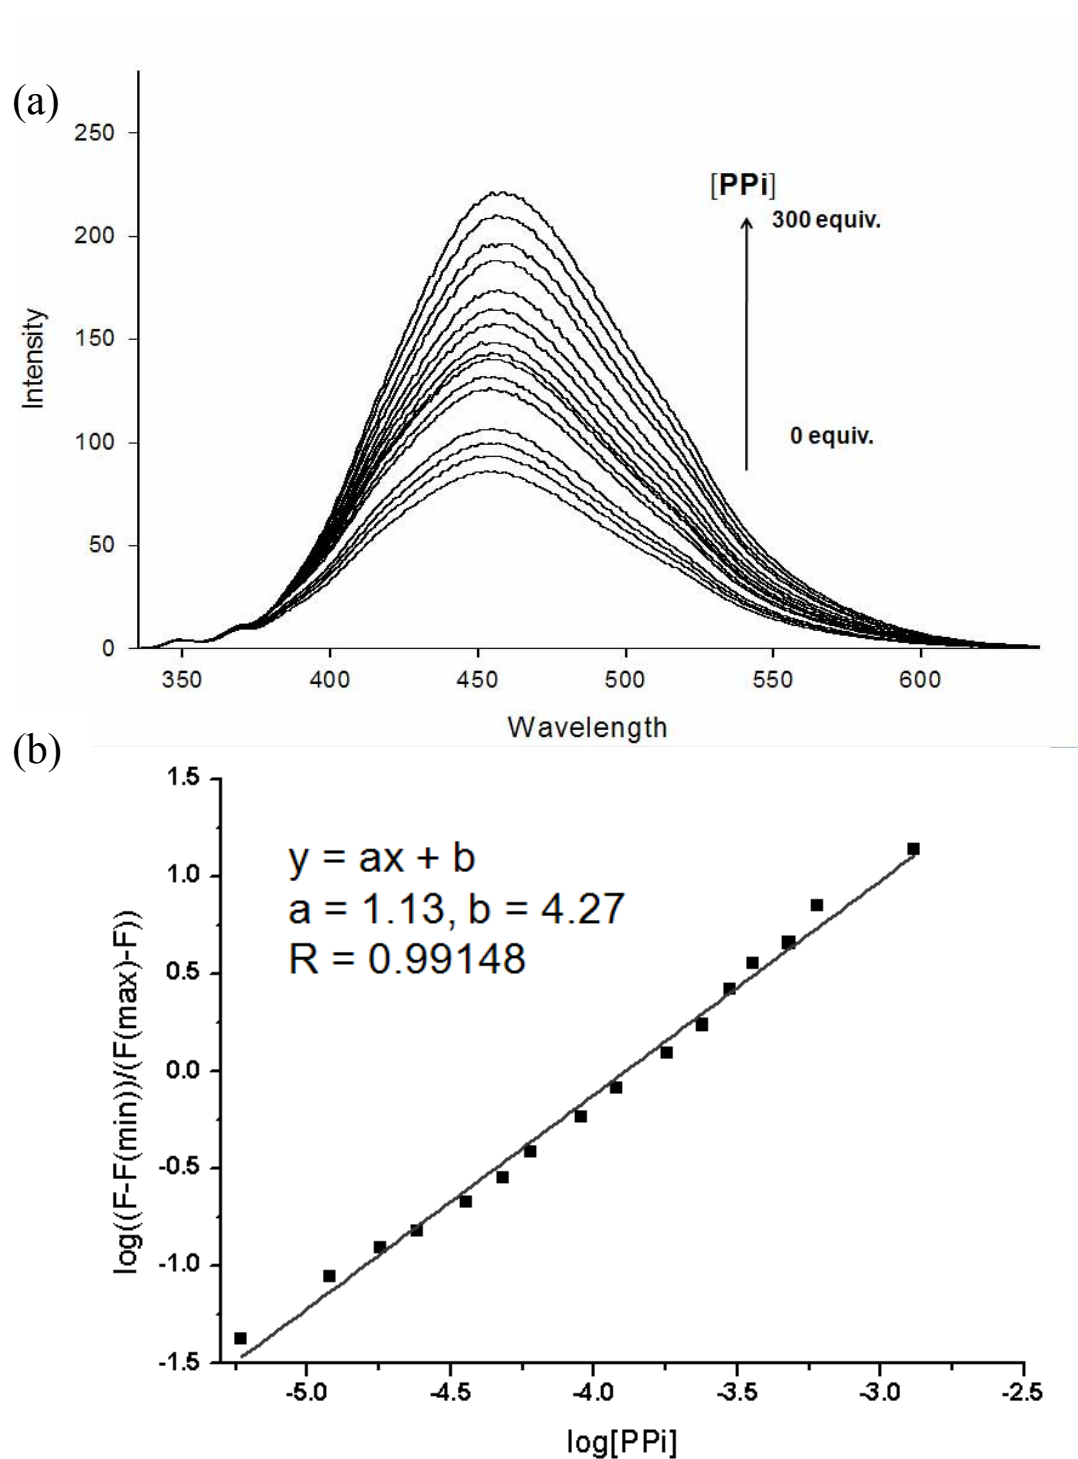 (a)
250
200
150
100
50
0
Intensity
[PPi]
300 equiv.
0 equiv.
350 400 450 500 550 600
Wavelength
(b)
1.5
1.0
0.5
0.0
-0.5
-1.0
-1.5
log((F-F(min))/(F(max)-F))
y = ax + b
a = 1.13, b = 4.27
R = 0.99148
-5.0 -4.5 -4.0 -3.5 -3.0 -2.5
log[PPi]